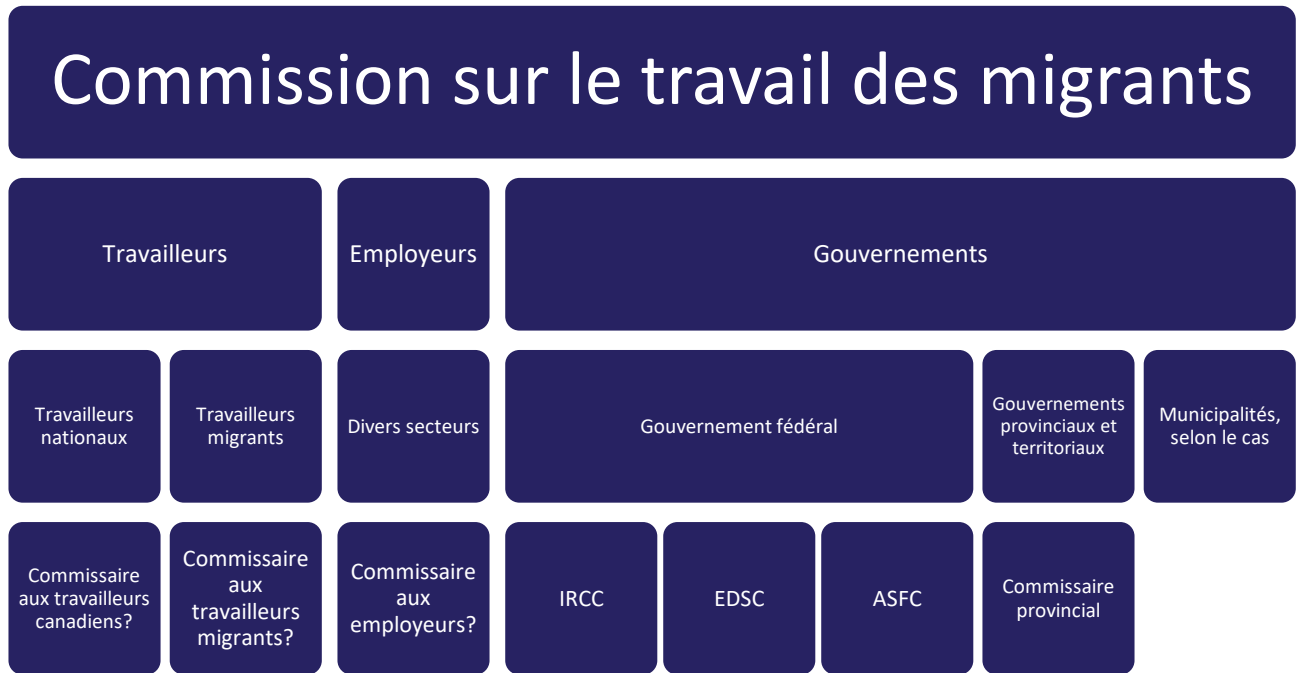 Commission sur le travail des migrants
Travailleurs
Employeurs
Gouvernements
Travailleurs
nationaux
Travailleurs
migrants
Divers secteurs
Gouvernement fédéral
Gouvernements
provinciaux et
territoriaux
Municipalités,
selon le cas
Commissaire
aux travailleurs
canadiens?
Commissaire
aux
travailleurs
migrants?
Commissaire
aux
employeurs?
IRCC
EDSC
ASFC
Commissaire
provincial